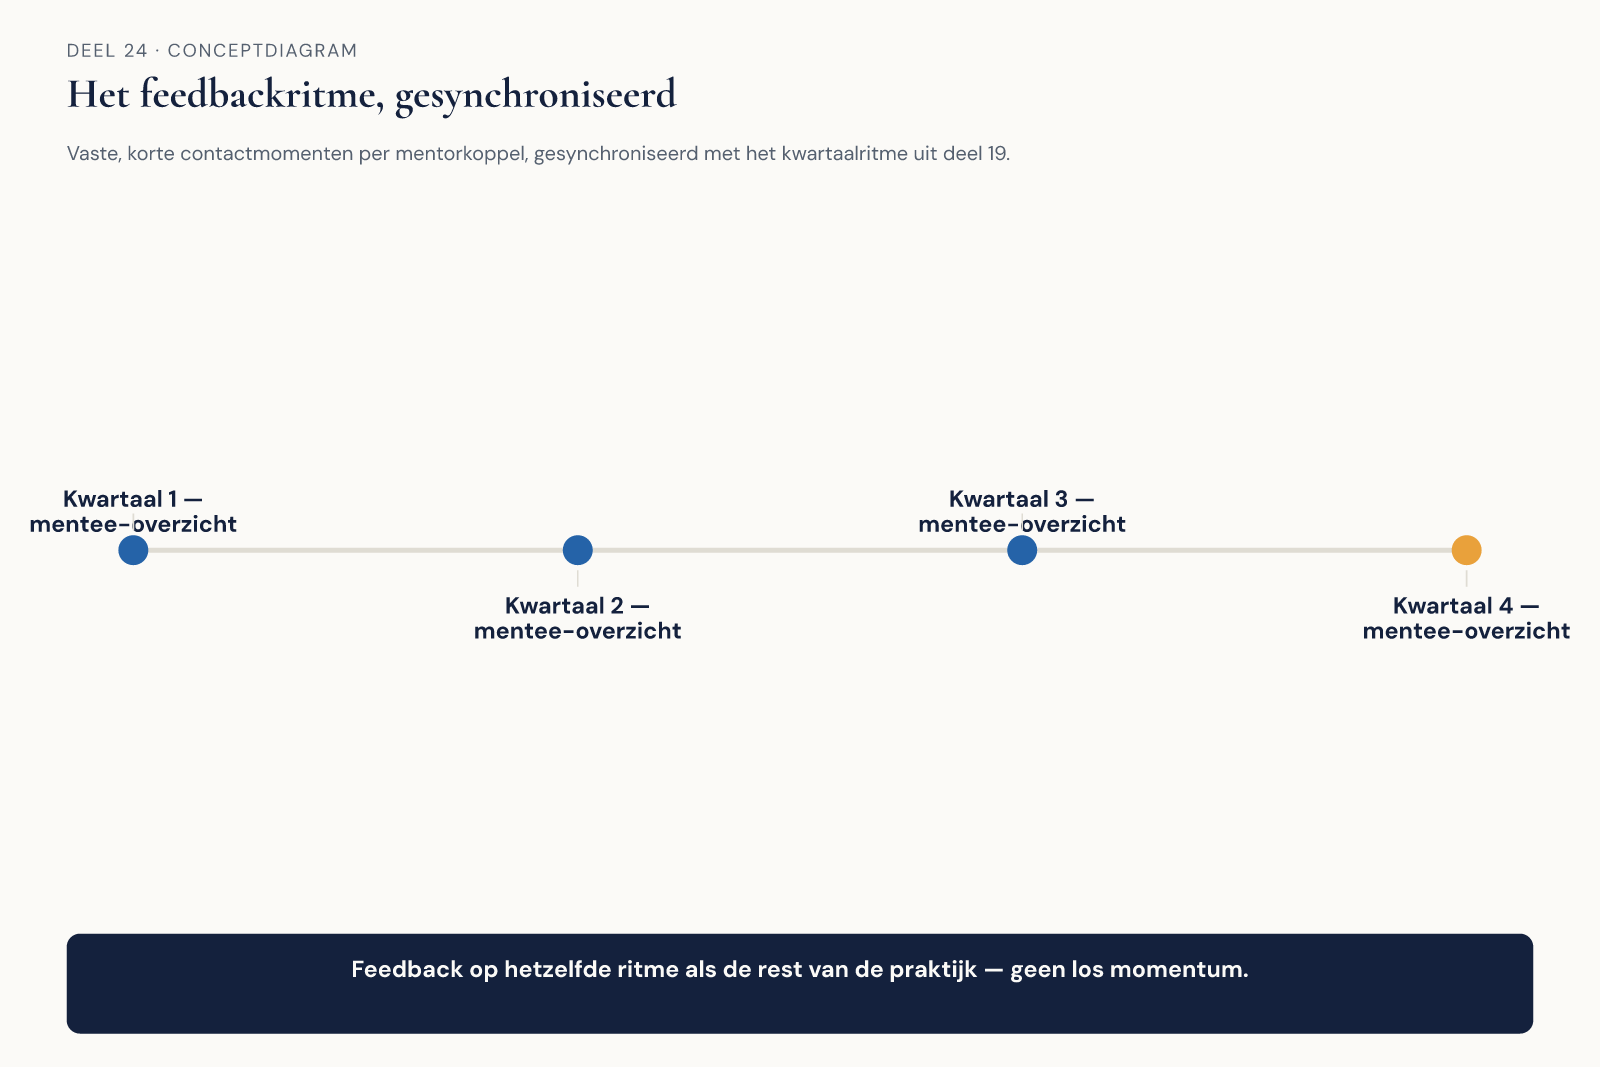 DEEL 24 · CONCEPTDIAGRAM
Het feedbackritme, gesynchroniseerd
Vaste, korte contactmomenten per mentorkoppel, gesynchroniseerd met het kwartaalritme uit deel 19.
Kwartaal 1 —
mentee-overzicht
Kwartaal 2 —
mentee-overzicht
Kwartaal 3 —
mentee-overzicht
Kwartaal 4 —
mentee-overzicht
Feedback op hetzelfde ritme als de rest van de praktijk — geen los momentum.